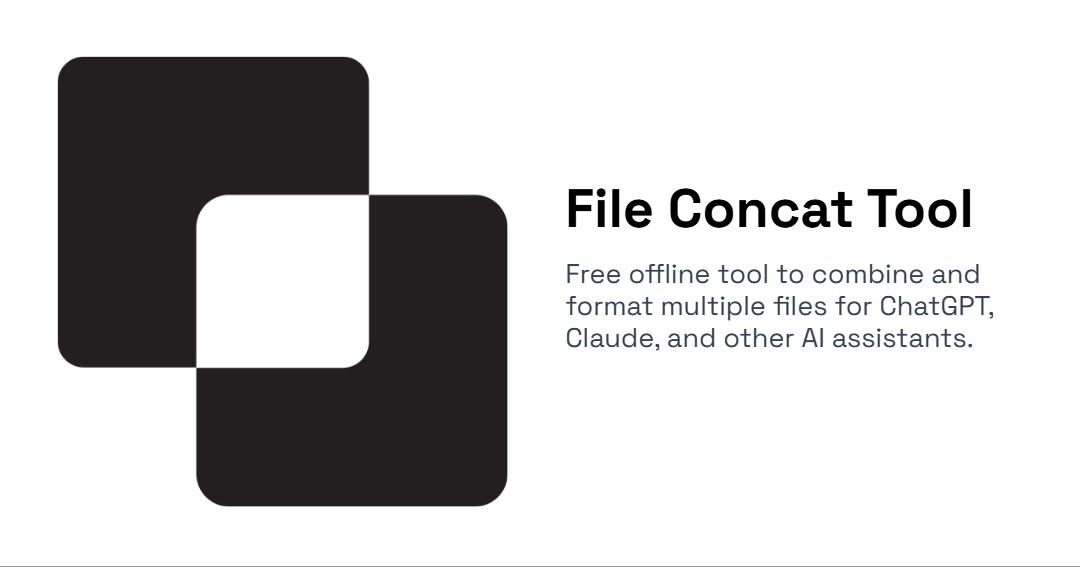 File Concat Tool
Free offline tool to combine and
format multiple files for ChatGPT,
Claude, and other AI assistants.